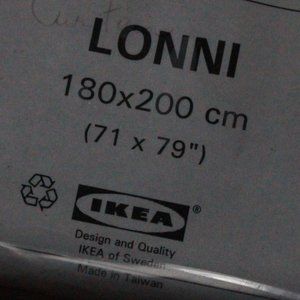 LONNI
180x200 cm
(71 x 79")
IKEA®
Design and Quality
IKEA of Sweden
Made in Taiwan